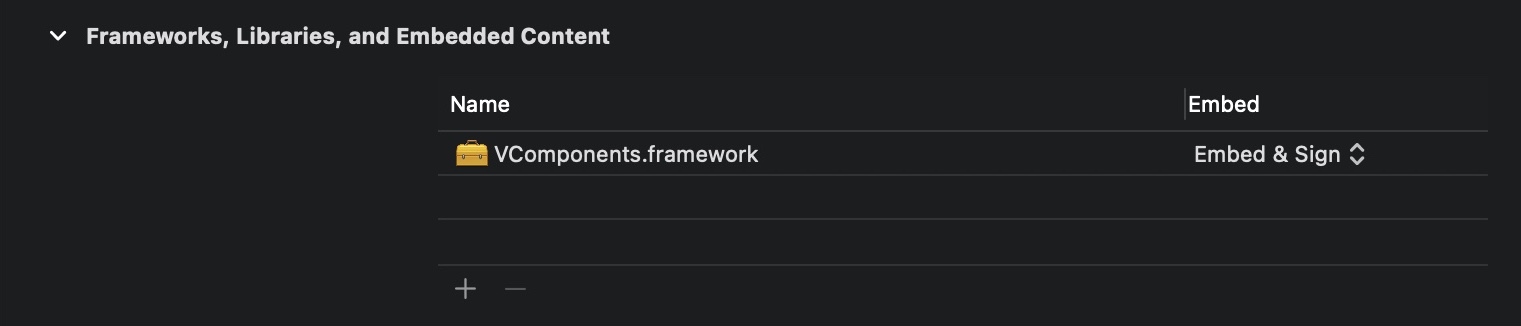 Frameworks, Libraries, and Embedded Content
Name Embed
VComponents.framework Embed & Sign